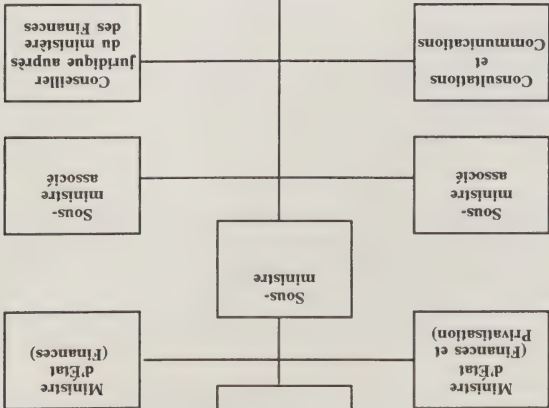 Ministre
d'État
(Finances et
Privatisation)
Ministre
d'État
(Finances)
Sous-
ministre
Sous-
ministre
associé
Sous-
ministre
associé
Consultations
et
Communications
Conseiller
juridique auprès
du ministère
des Finances